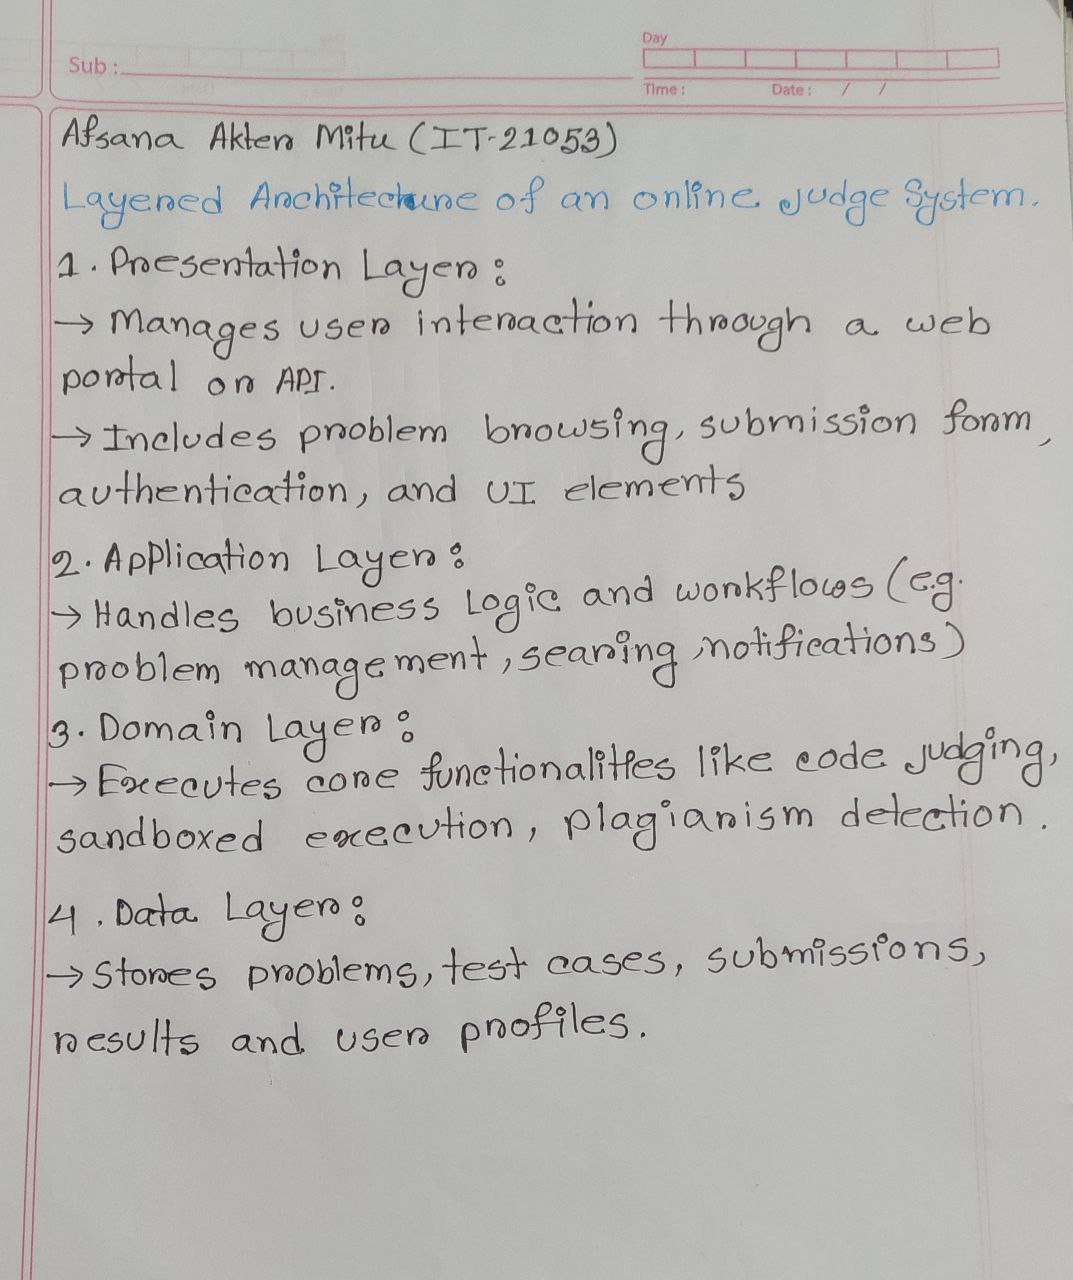 Sub :
Day
Time :
Date : / /
Afsana Akter Mitu (IT-21053)
Layered Architecture of an online judge System.
1. Presentation Layer :
→ Manages user interaction through a web
portal or API.
→ Includes problem browsing, submission form,
authentication, and UI elements
2. Application Layer :
→ Handles business Logic and workflows (e.g.
problem management, searing, notifications)
3. Domain Layer :
→ Executes core functionalities like code judging,
sandboxed execution, plagiarism detection.
4. Data Layer :
→ Stores problems, test cases, submissions,
results and user profiles.